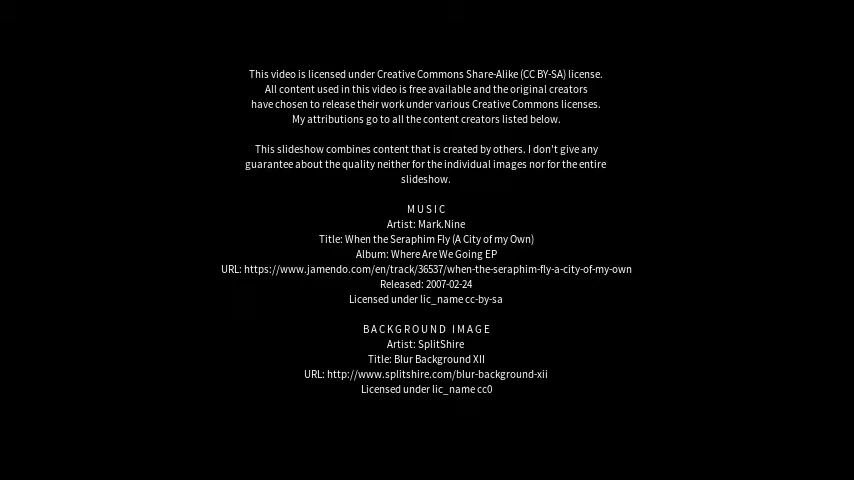 This video is licensed under Creative Commons Share-Alike (CC BY-SA) license.
All content used in this video is free available and the original creators
have chosen to release their work under various Creative Commons licenses.
My attributions go to all the content creators listed below.
This slideshow combines content that is created by others. I don't give any
guarantee about the quality neither for the individual images nor for the entire
slideshow.
MUSIC
Artist: Mark.Nine
Title: When the Seraphim Fly (A City of my Own)
Album: Where Are We Going EP
URL: https://www.jamendo.com/en/track/36537/when-the-seraphim-fly-a-city-of-my-own
Released: 2007-02-24
Licensed under lic_name cc-by-sa
BACKGROUND IMAGE
Artist: SplitShire
Title: Blur Background XII
URL: http://www.splitshire.com/blur-background-xii
Licensed under lic_name cc0